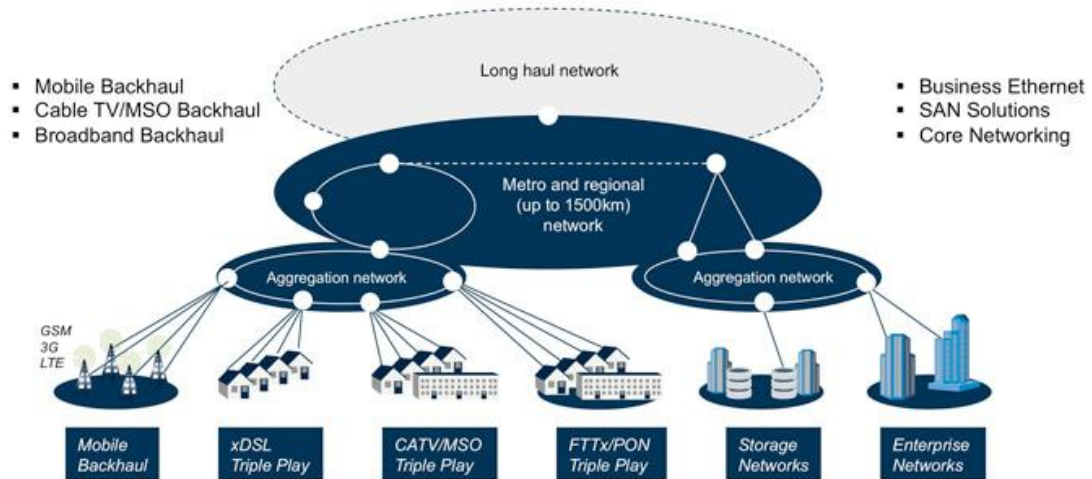 Long haul network
▪ Mobile Backhaul
▪ Cable TV/MSO Backhaul
▪ Broadband Backhaul
▪ Business Ethernet
▪ SAN Solutions
▪ Core Networking
Metro and regional
(up to 1500km)
network
Aggregation network
Aggregation network
GSM
3G
LTE
Mobile
Backhaul
xDSL
Triple Play
CATV/MSO
Triple Play
FTTx/PON
Triple Play
Storage
Networks
Enterprise
Networks